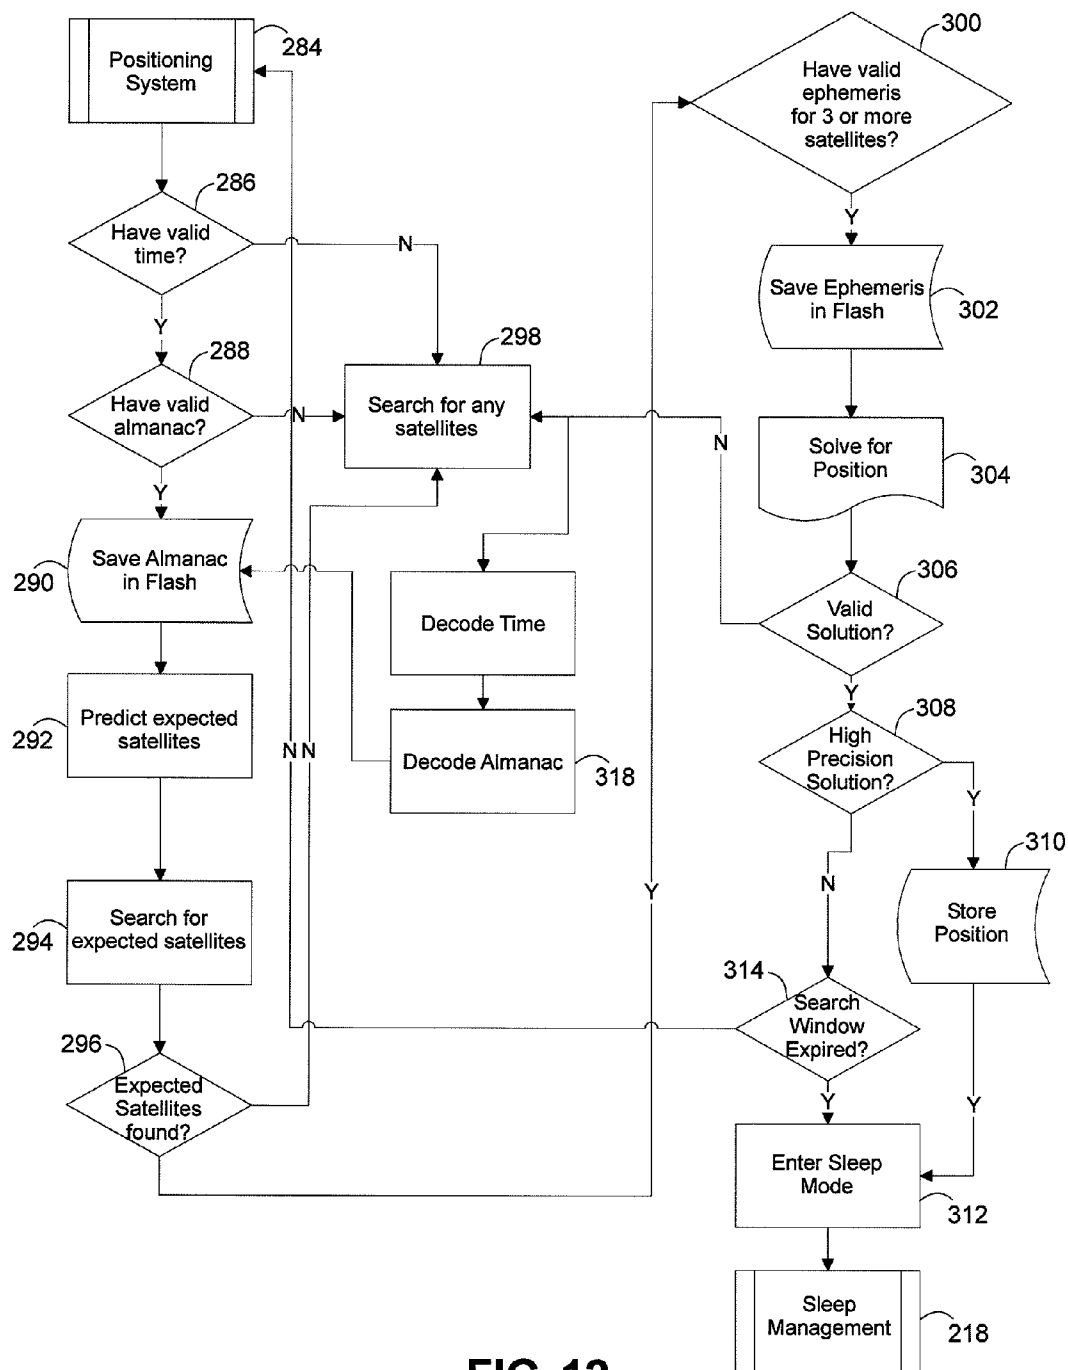 Positioning
System
284
Have valid
time?
286
N
Y
Have valid
almanac?
288
N
Y
Save Almanac
in Flash
290
Predict expected
satellites
292
Search for
expected satellites
294
Expected
Satellites
found?
296
N
N
Search for any
satellites
298
Decode Time
Decode Almanac
318
Y
Have valid
ephemeris
for 3 or more
satellites?
300
Y
Save Ephemeris
in Flash
302
Solve for
Position
304
Valid
Solution?
306
N
Y
High
Precision
Solution?
308
Y
N
Store
Position
310
Search
Window
Expired?
314
Y
Y
Enter Sleep
Mode
312
Sleep
Management
218